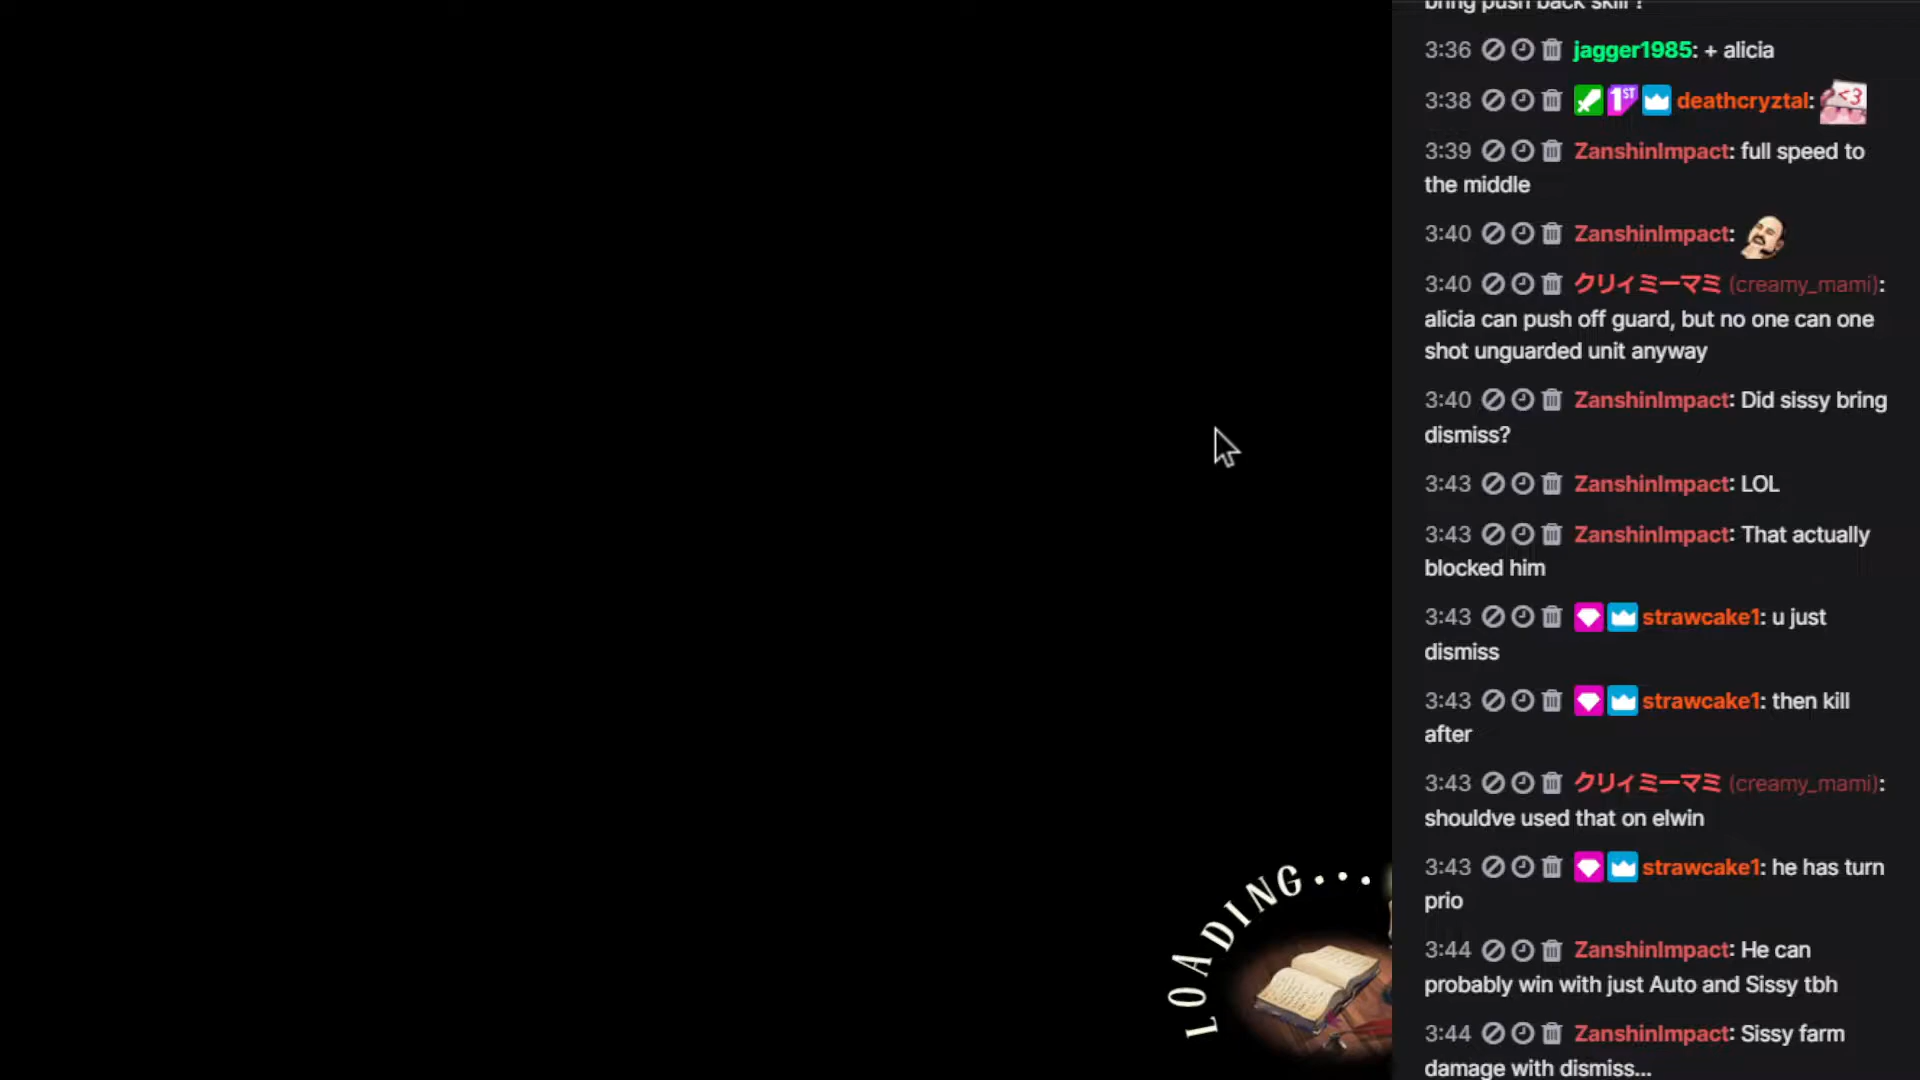 bring push back skill ?
3:36 jagger1985: + alicia
3:38 1ST deathcryztal: <3
3:39 ZanshinImpact: full speed to
the middle
3:40 ZanshinImpact:
3:40 クリィミーマミ (creamy_mami):
alicia can push off guard, but no one can one
shot unguarded unit anyway
3:40 ZanshinImpact: Did sissy bring
dismiss?
3:43 ZanshinImpact: LOL
3:43 ZanshinImpact: That actually
blocked him
3:43 strawcake1: u just
dismiss
3:43 strawcake1: then kill
after
3:43 クリィミーマミ (creamy_mami):
shouldve used that on elwin
3:43 strawcake1: he has turn
prio
3:44 ZanshinImpact: He can
probably win with just Auto and Sissy tbh
3:44 ZanshinImpact: Sissy farm
damage with dismiss...
LOADING...